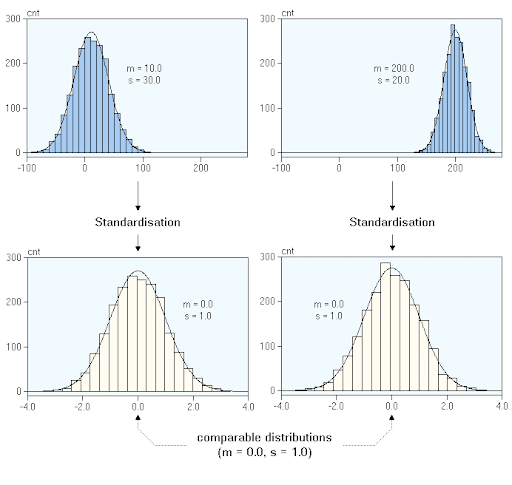 300 cnt
200
100
0
-100 0 100 200
m = 10.0
s = 30.0
300 cnt
200
100
0
-100 0 100 200
m = 200.0
s = 20.0
Standardisation
Standardisation
300 cnt
200
100
0
-4.0 -2.0 0.0 2.0 4.0
m = 0.0
s = 1.0
300 cnt
200
100
0
-4.0 -2.0 0.0 2.0 4.0
m = 0.0
s = 1.0
comparable distributions
(m = 0.0, s = 1.0)